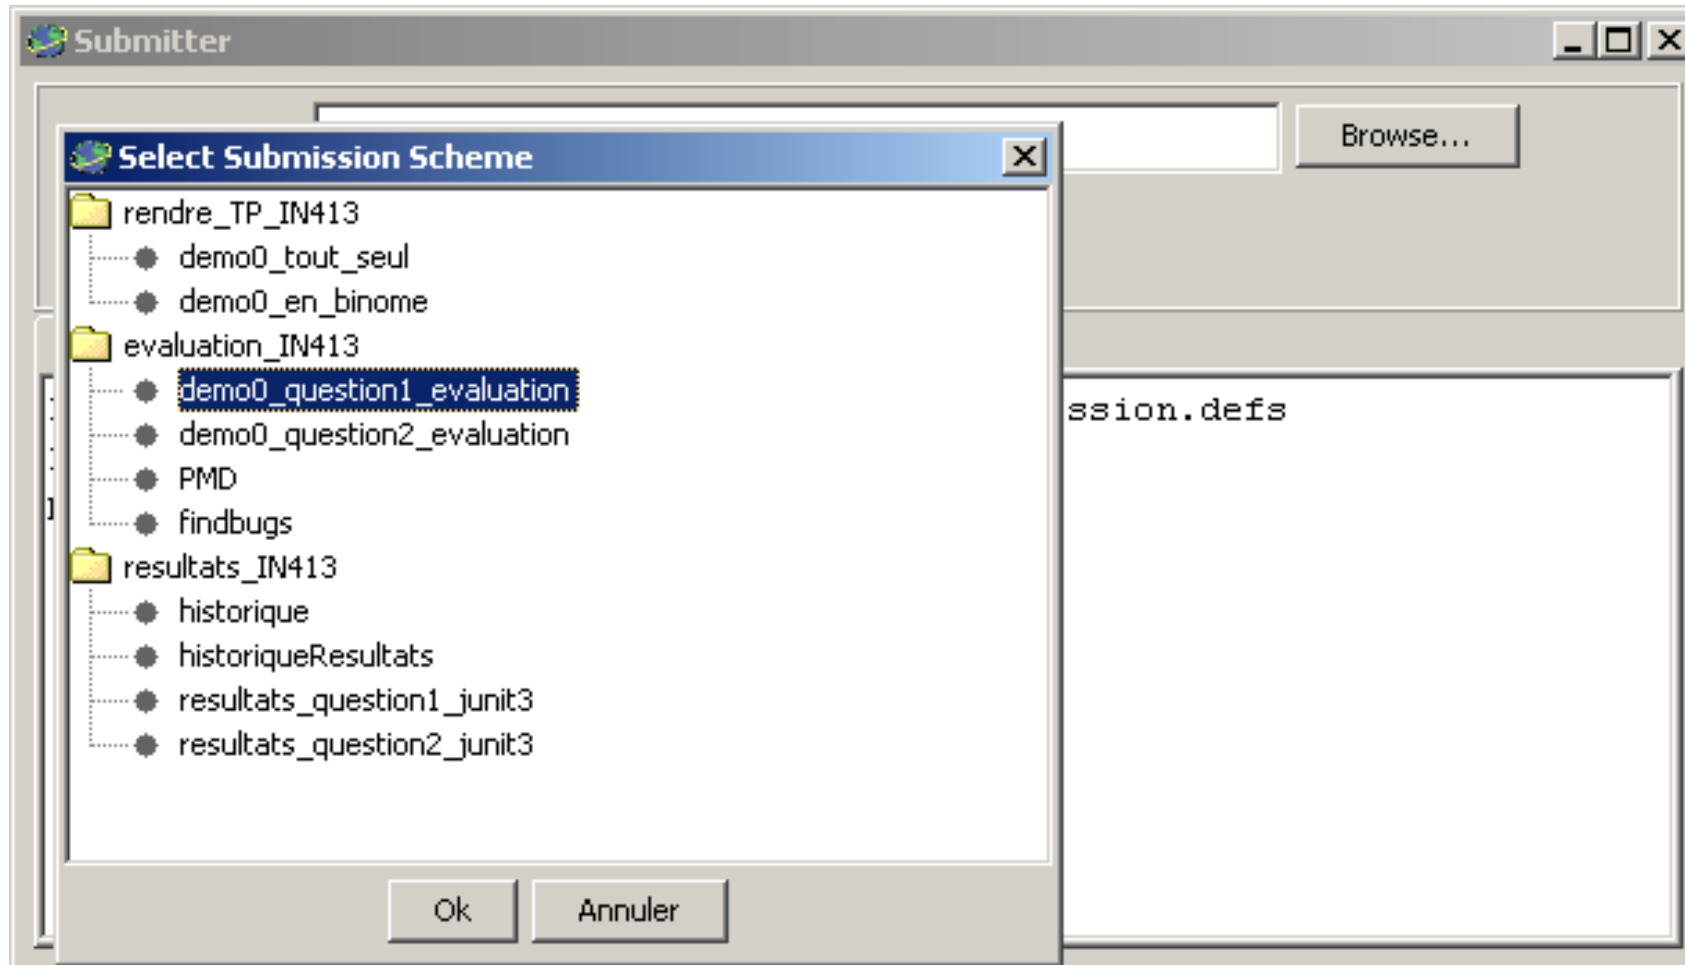 Submitter
Browse...
Select Submission Scheme
rendre_TP_IN413
demo0_tout_seul
demo0_en_binome
evaluation_IN413
demo0_question1_evaluation
ssion.defs
demo0_question2_evaluation
PMD
findbugs
resultats_IN413
historique
historiqueResultats
resultats_question1_junit3
resultats_question2_junit3
Ok
Annuler